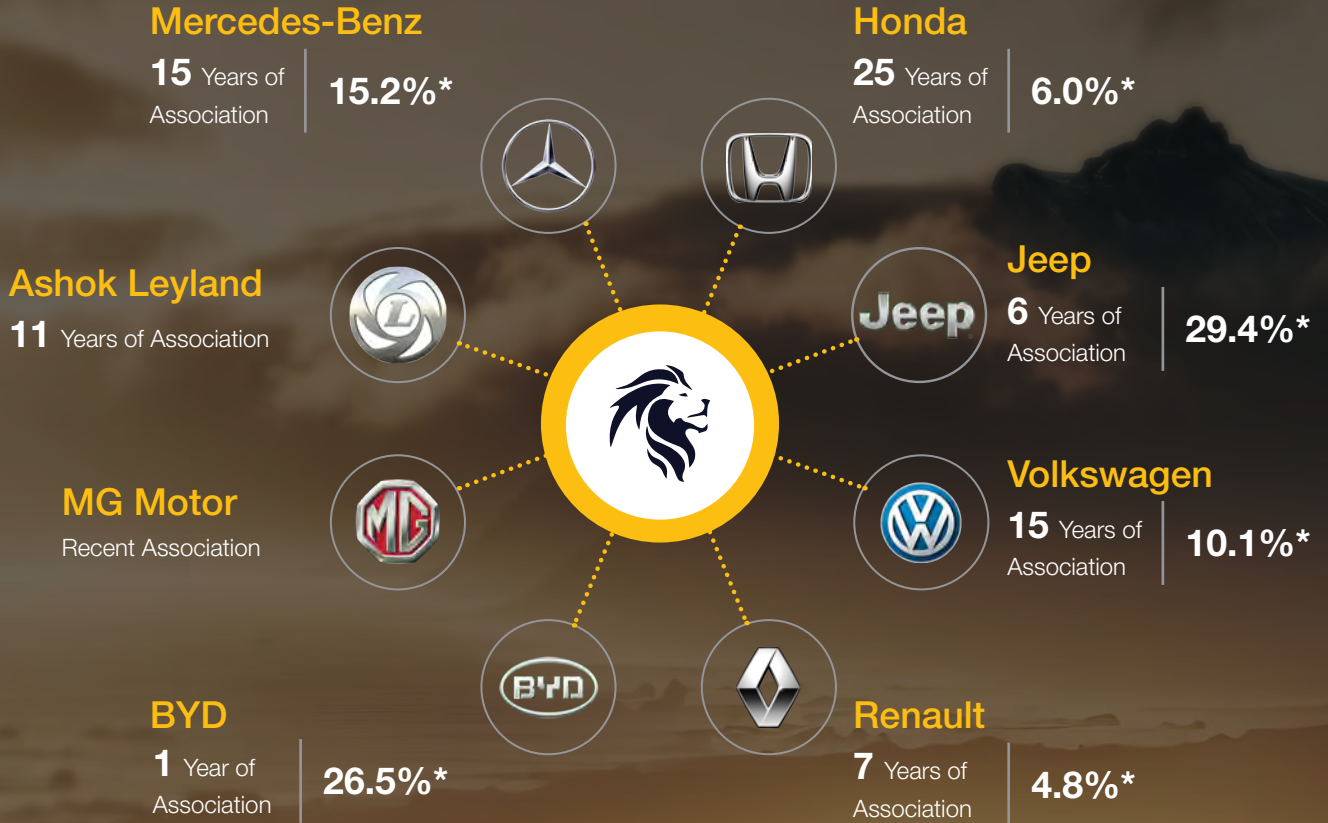 Mercedes-Benz
15 Years of
Association
15.2%*
Honda
25 Years of
Association
6.0%*
Ashok Leyland
11 Years of Association
L
Jeep
Jeep
6 Years of
Association
29.4%*
MG Motor
Recent Association
MG
Volkswagen
15 Years of
Association
10.1%*
BYD
BYD
1 Year of
Association
26.5%*
Renault
7 Years of
Association
4.8%*